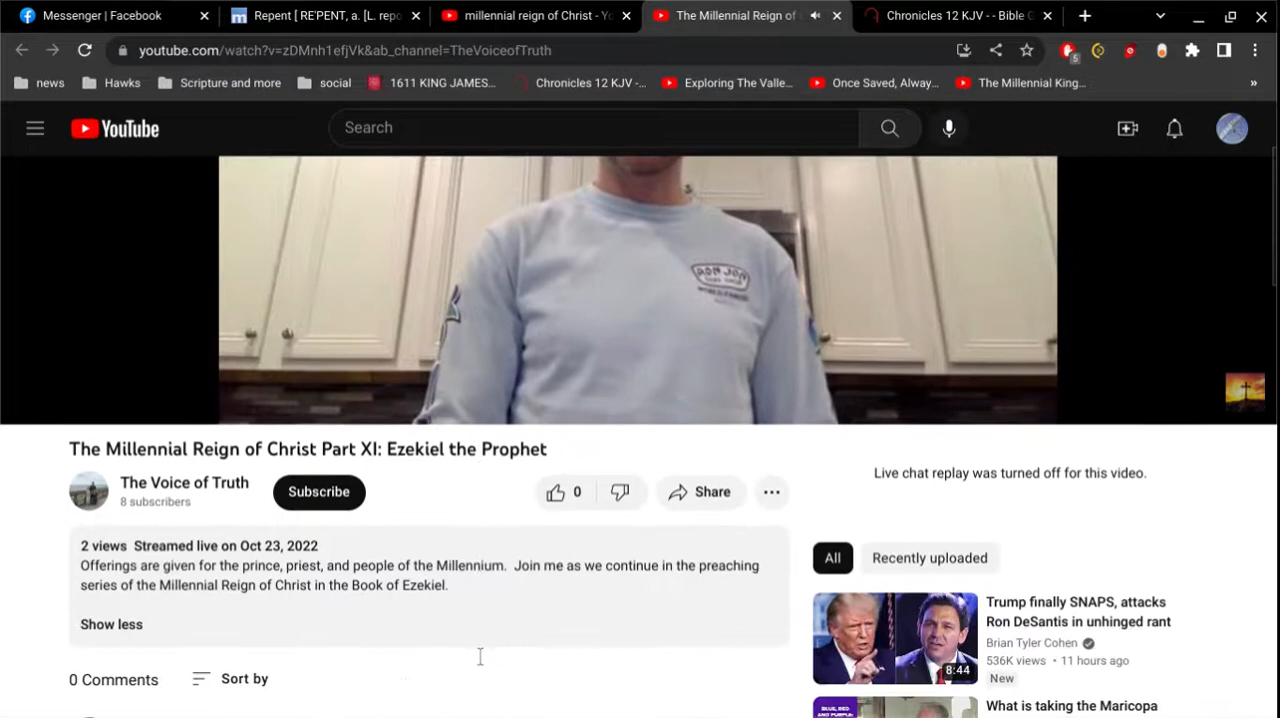 Messenger | Facebook
Repent [ RE'PENT, a. [L. repo
millennial reign of Christ - Yo
The Millennial Reign of
Chronicles 12 KJV - - Bible G
youtube.com/watch?v=zDMnh1efjVk&ab_channel=TheVoiceofTruth
5
news
Hawks
Scripture and more
social
1611 KING JAMES...
Chronicles 12 KJV -...
Exploring The Valle...
Once Saved, Alway...
The Millennial King...
»
YouTube
Search
RON JON
The Millennial Reign of Christ Part XI: Ezekiel the Prophet
The Voice of Truth
8 subscribers
Subscribe
0
Share
Live chat replay was turned off for this video.
2 views Streamed live on Oct 23, 2022
Offerings are given for the prince, priest, and people of the Millennium. Join me as we continue in the preaching
series of the Millennial Reign of Christ in the Book of Ezekiel.
Show less
All
Recently uploaded
Trump finally SNAPS, attacks
Ron DeSantis in unhinged rant
Brian Tyler Cohen
536K views • 11 hours ago
New
8:44
0 Comments
Sort by
What is taking the Maricopa